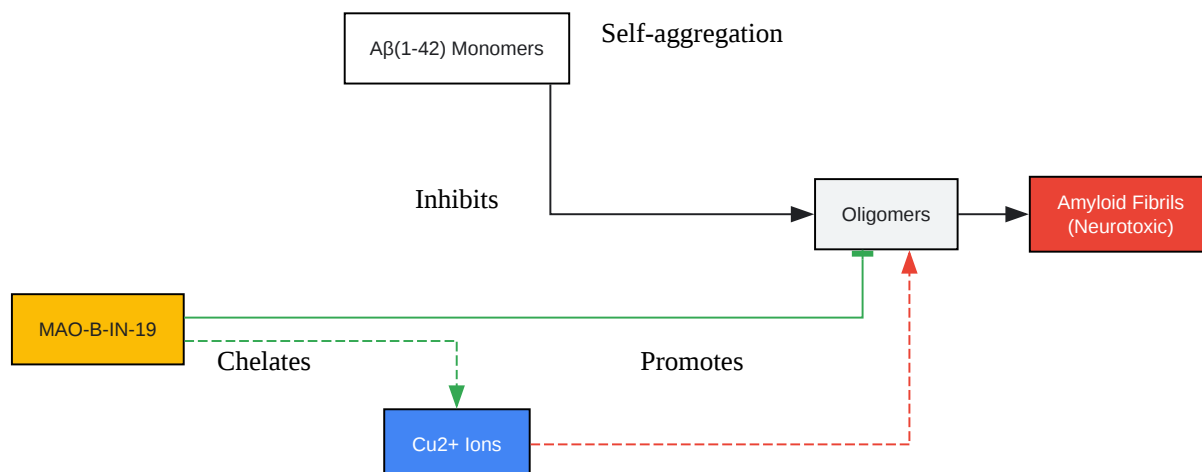 Aβ(1-42) Monomers
Self-aggregation
Inhibits
Oligomers
Amyloid Fibrils
(Neurotoxic)
MAO-B-IN-19
Chelates
Promotes
Cu2+ Ions